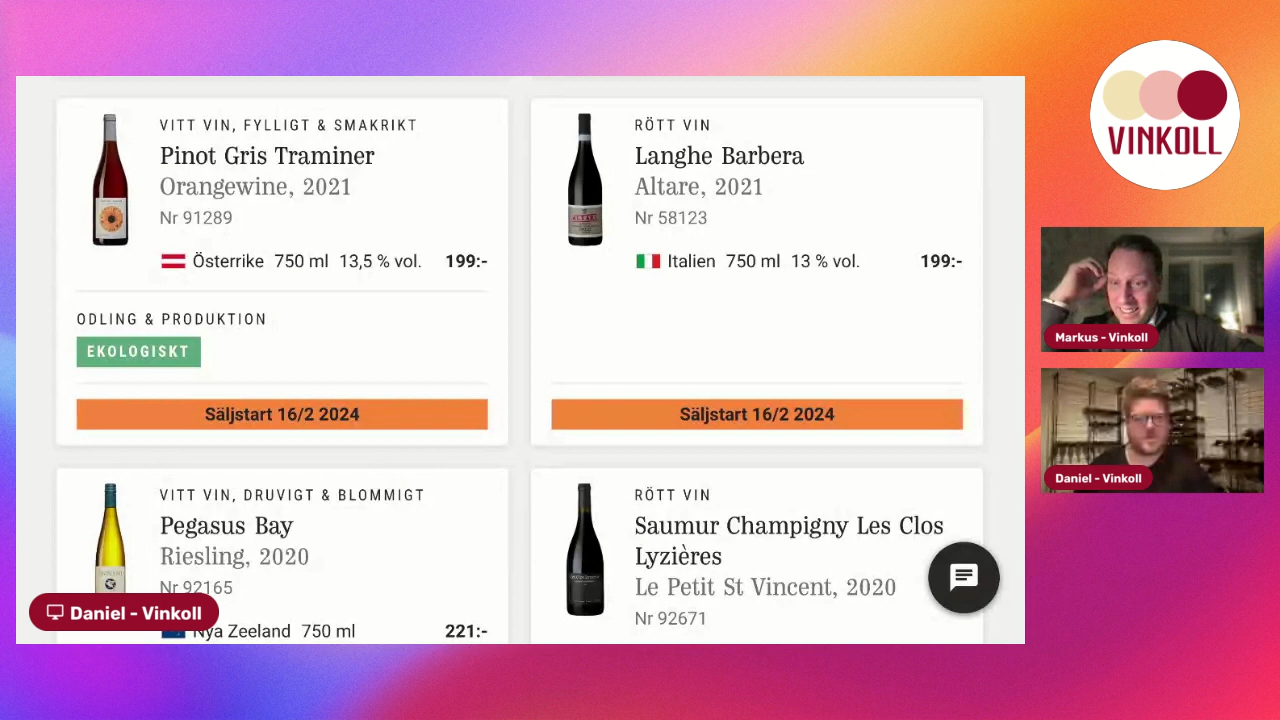 VITT VIN, FYLLIGT & SMAKRIKT
Pinot Gris Traminer
Orangewine, 2021
Nr 91289
Österrike 750 ml 13,5 % vol. 199:-
ODLING & PRODUKTION
EKOLOGISKT
Säljstart 16/2 2024
RÖTT VIN
Langhe Barbera
Altare, 2021
Nr 58123
Italien 750 ml 13 % vol. 199:-
Säljstart 16/2 2024
VITT VIN, DRUVIGT & BLOMMIGT
Pegasus Bay
Riesling, 2020
Nr 92165
Nya Zeeland 750 ml 221:-
Daniel - Vinkoll
RÖTT VIN
Saumur Champigny Les Clos
Lyzières
Le Petit St Vincent, 2020
Nr 92671
VINKOLL
Markus - Vinkoll
Daniel - Vinkoll